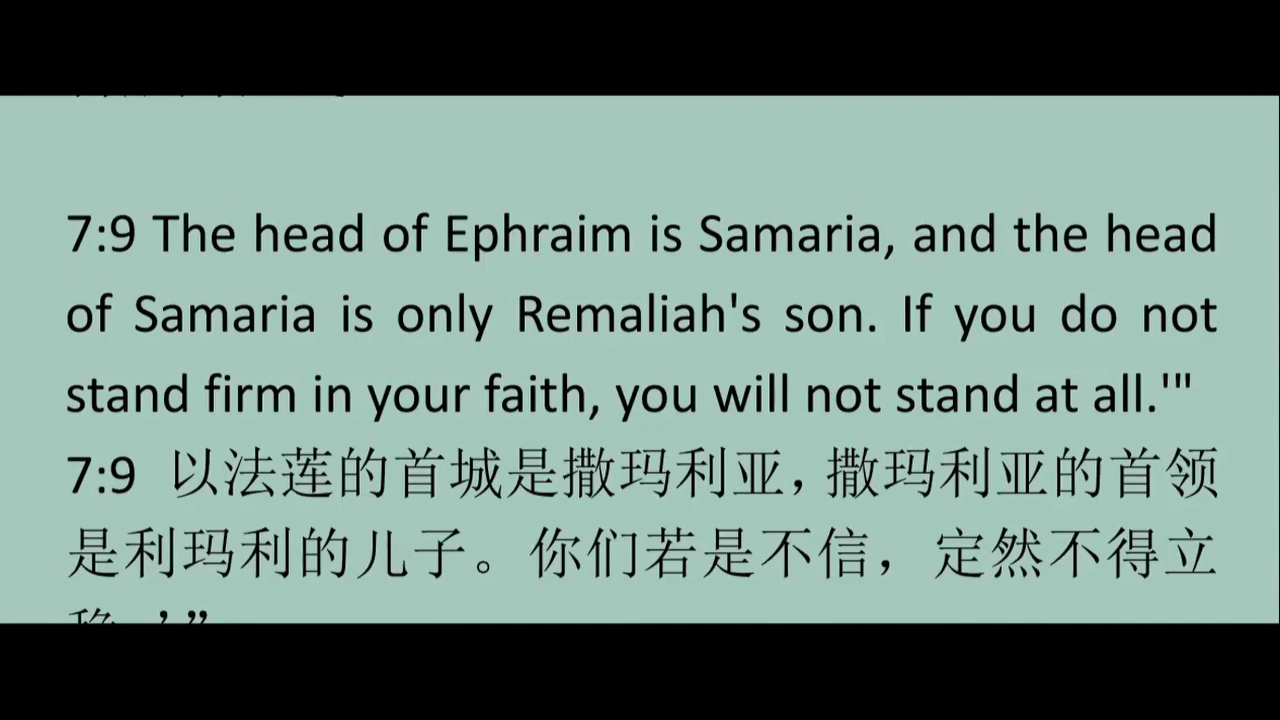 7:9 The head of Ephraim is Samaria, and the head
of Samaria is only Remaliah's son. If you do not
stand firm in your faith, you will not stand at all.'"
7:9 以法莲的首城是撒玛利亚，撒玛利亚的首领
是利玛利的儿子。你们若是不信，定然不得立